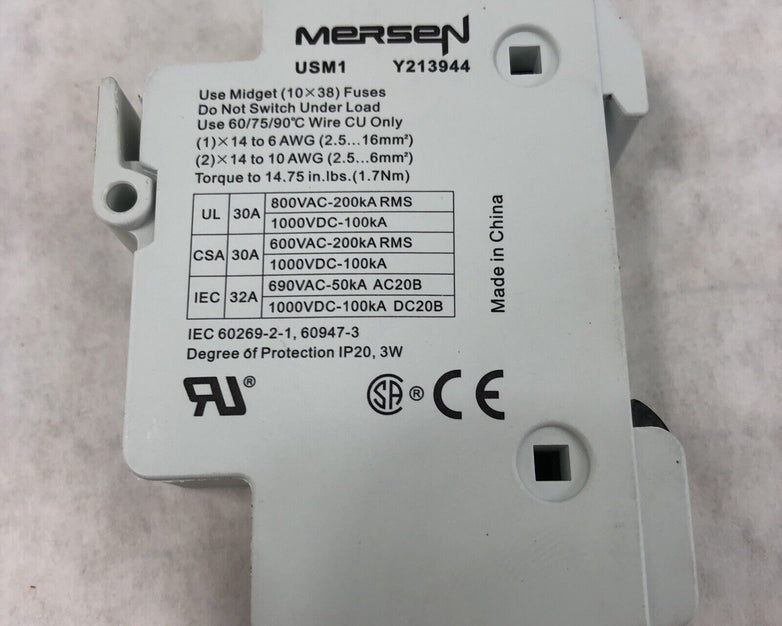 MERSEN
USM1 Y213944
Use Midget (10×38) Fuses
Do Not Switch Under Load
Use 60/75/90℃ Wire CU Only
(1)×14 to 6 AWG (2.5...16mm²)
(2)×14 to 10 AWG (2.5...6mm²)
Torque to 14.75 in.lbs.(1.7Nm)
UL 30A 800VAC-200kA RMS
1000VDC-100kA
CSA 30A 600VAC-200kA RMS
1000VDC-100kA
IEC 32A 690VAC-50kA AC20B
1000VDC-100kA DC20B
Made in China
IEC 60269-2-1, 60947-3
Degree of Protection IP20, 3W
RU® SA® CE